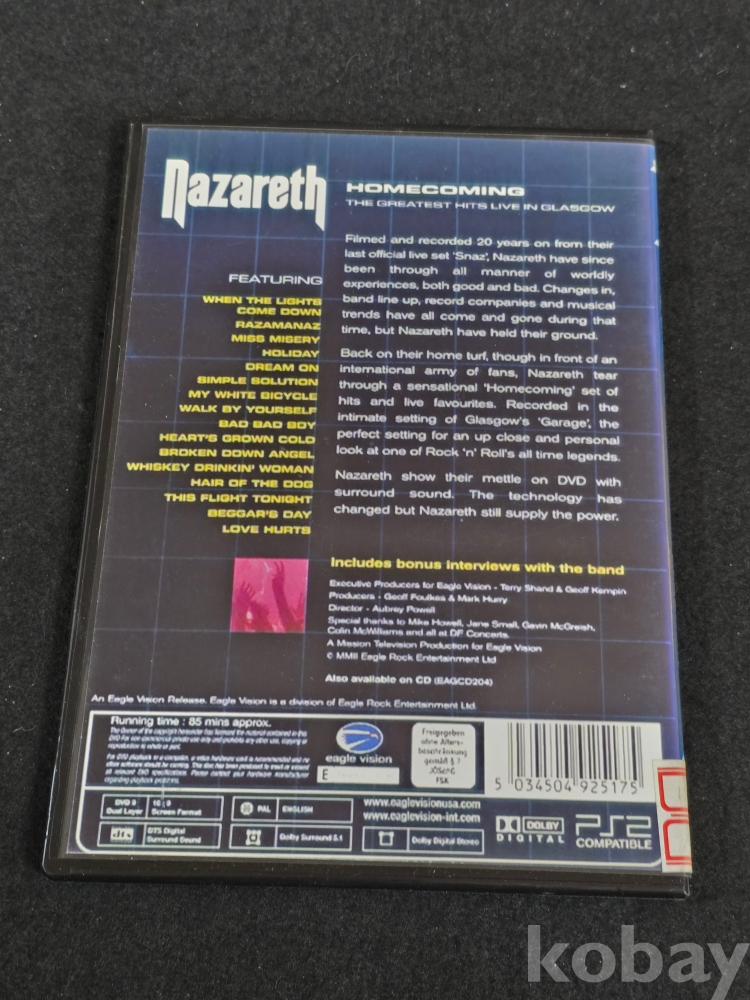 Nazareth
HOMECOMING
THE GREATEST HITS LIVE IN GLASGOW
FEATURING
WHEN THE LIGHTS
COME DOWN
RAZAMANAZ
MISS MISERY
HOLIDAY
DREAM ON
SIMPLE SOLUTION
MY WHITE BICYCLE
WALK BY YOURSELF
BAD BAD BOY
HEART'S GROWN COLD
BROKEN DOWN ANGEL
WHISKEY DRINKIN' WOMAN
HAIR OF THE DOG
THIS FLIGHT TONIGHT
BEGGAR'S DAY
LOVE HURTS
Filmed and recorded 20 years on from their
last official live set 'Snaz', Nazareth have since
been through all manner of worldly
experiences, both good and bad. Changes in,
band line up, record companies and musical
trends have all come and gone during that
time, but Nazareth have held their ground.
Back on their home turf, though in front of an
international army of fans, Nazareth tear
through a sensational 'Homecoming' set of
hits and live favourites. Recorded in the
intimate setting of Glasgow's 'Garage', the
perfect setting for an up close and personal
look at one of Rock 'n' Roll's all time legends.
Nazareth show their mettle on DVD with
surround sound. The technology has
changed but Nazareth still supply the power.
Includes bonus interviews with the band
Executive Producers for Eagle Vision - Terry Shand & Geoff Kempin
Producers - Geoff Foulkes & Mark Hurry
Director - Aubrey Powell
Special thanks to Mike Howell, Jane Small, Gavin McGreish,
Colin McWilliams and all at DF Concerts.
A Mission Television Production for Eagle Vision
© MMII Eagle Rock Entertainment Ltd
Also available on CD (EAGCD204)
An Eagle Vision Release. Eagle Vision is a division of Eagle Rock Entertainment Ltd.
Running time : 85 mins approx.
eagle vision
E
Freigegeben
ohne Alters-
beschränkung
gemäß § 7
JÖSchG
FSK
5 034504 925175
DVD 9
Dual Layer
16 : 9
Screen Format
PAL
ENGLISH
www.eaglevisionusa.com
www.eaglevision-int.com
dts
DTS Digital
Surround Sound
Dolby Surround 5.1
Dolby Digital Stereo
DOLBY
DIGITAL
PS2
COMPATIBLE
kobay